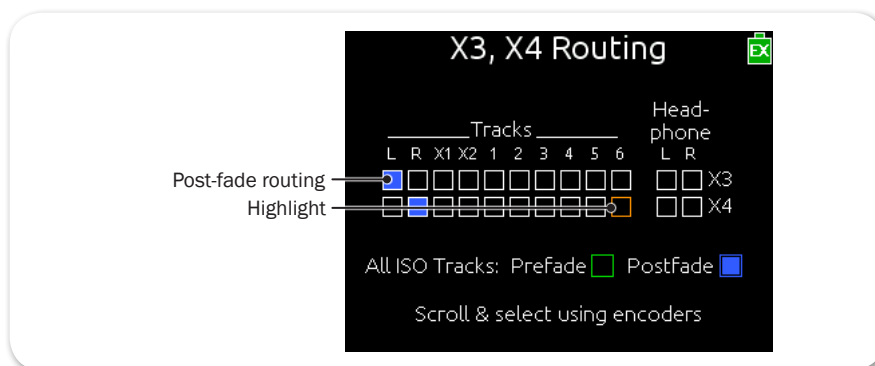 X3, X4 Routing
EX
Head-
phone
Tracks
L R X1 X2 1 2 3 4 5 6 L R
Post-fade routing X3
Highlight X4
All ISO Tracks: Prefade Postfade
Scroll & select using encoders